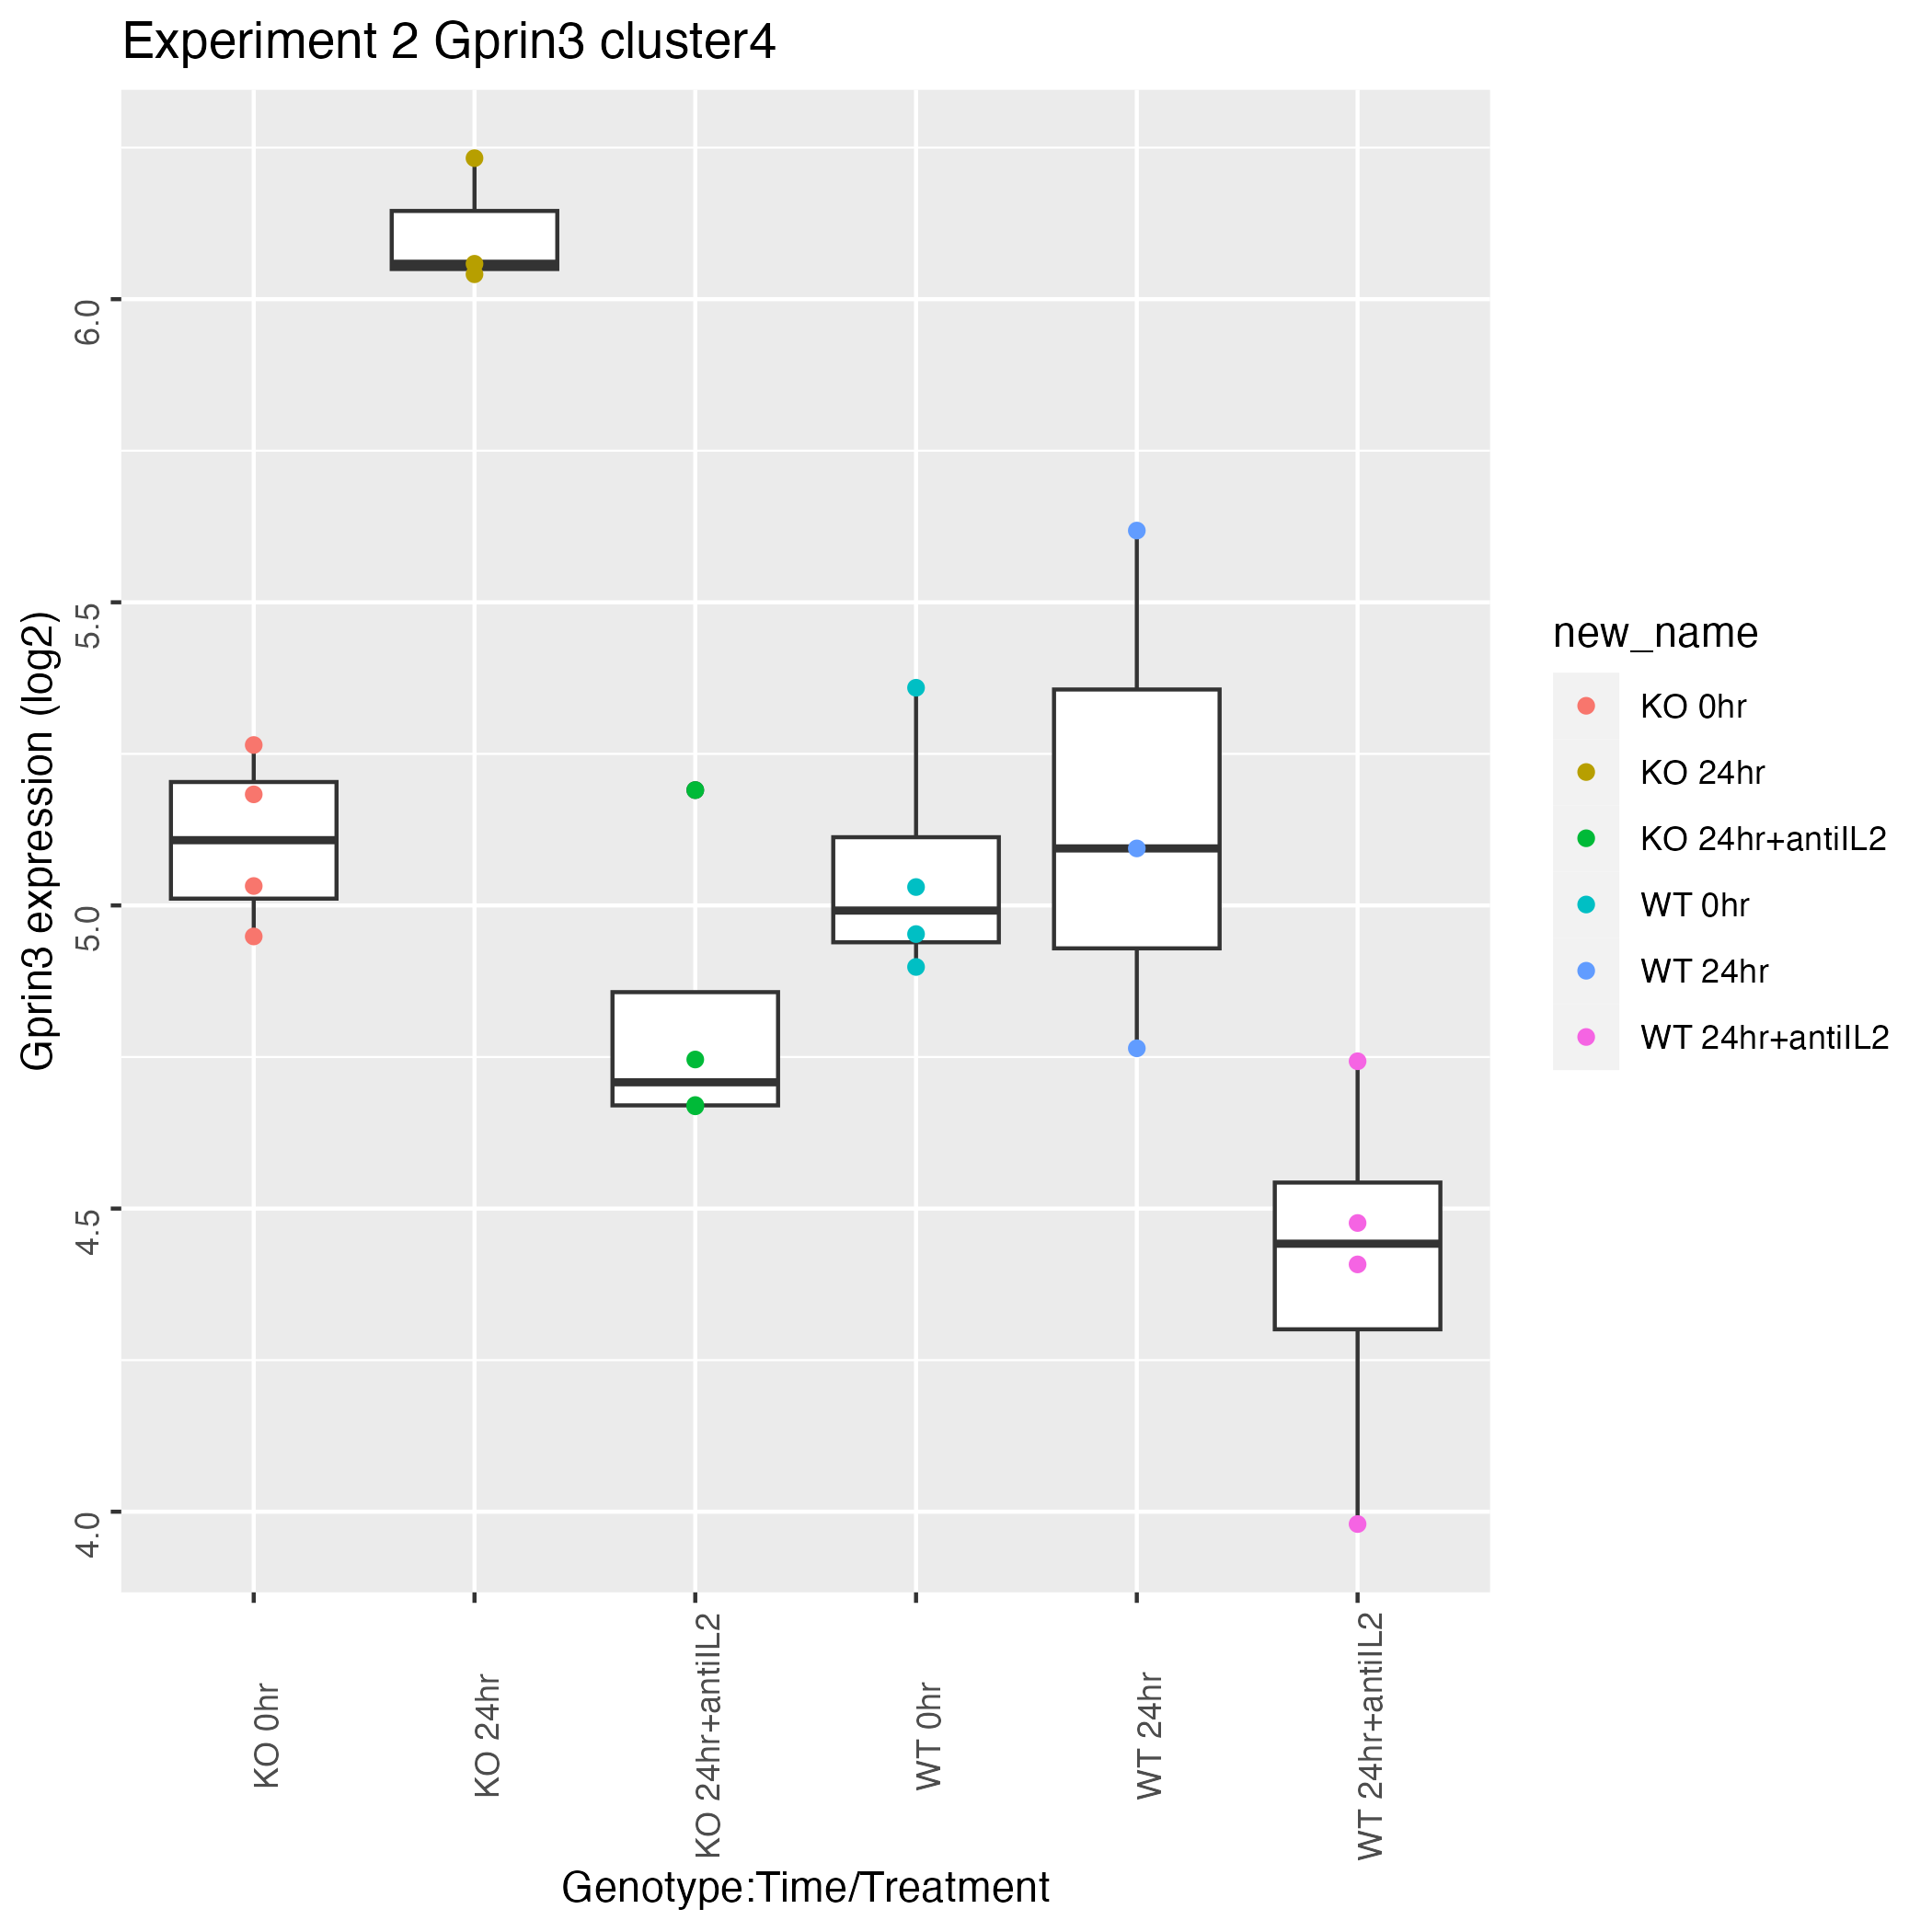 Experiment 2 Gprin3 cluster4
Gprin3 expression (log2)
6.0
5.5
5.0
4.5
4.0
KO 0hr
KO 24hr
KO 24hr+antiIL2
WT 0hr
WT 24hr
WT 24hr+antiIL2
Genotype:Time/Treatment
new_name
KO 0hr
KO 24hr
KO 24hr+antiIL2
WT 0hr
WT 24hr
WT 24hr+antiIL2